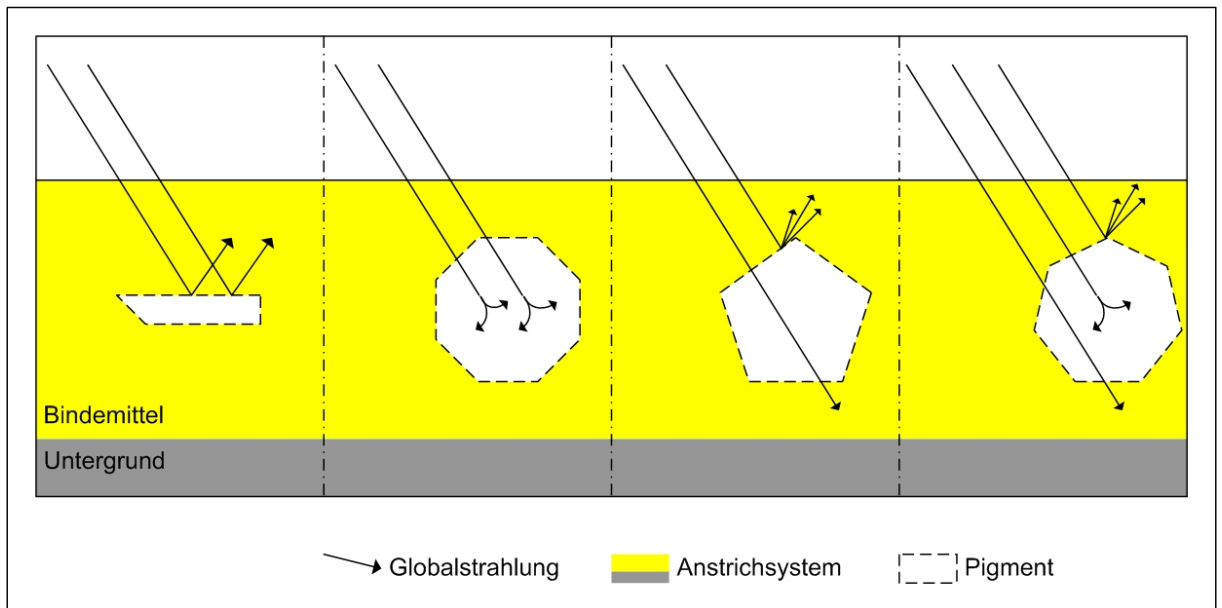 Bindemittel
Untergrund
Globalstrahlung
Anstrichsystem
Pigment